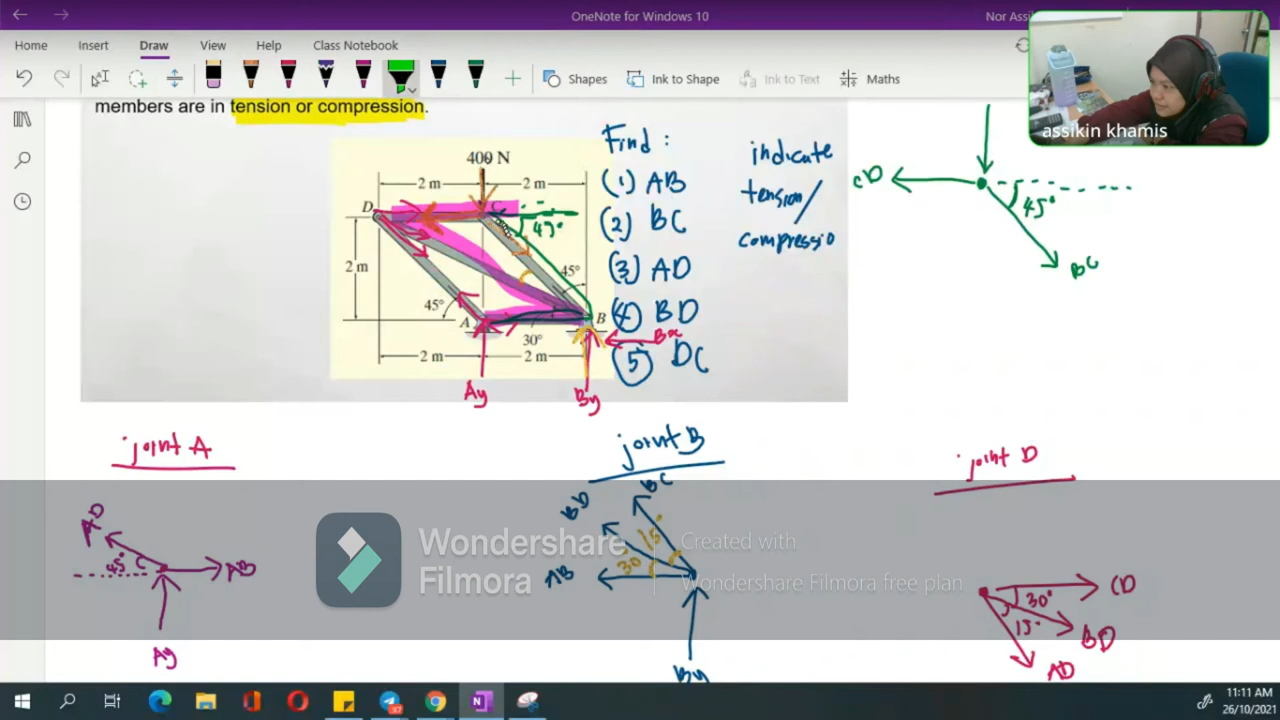 OneNote for Windows 10
Nor Assi
Home Insert Draw View Help Class Notebook
Shapes Ink to Shape Ink to Text Maths
assikin khamis
members are in tension or compression.
Find :
(1) AB
(2) BC
(3) AD
(4) BD
(5) DC
indicate
tension/
compressio
400 N
2 m 2 m
D C
45°
2 m
45°
45°
A B
30°
Bx
2 m 2 m
Ay By
CD
45°
BC
joint A
AD
45°
AB
Ay
joint B
BC
BD
15°
30
AB
By
joint D
CD
30°
15°
BD
AD
Wondershare
Filmora
Created with
Wondershare Filmora free plan
11:11 AM
26/10/2021